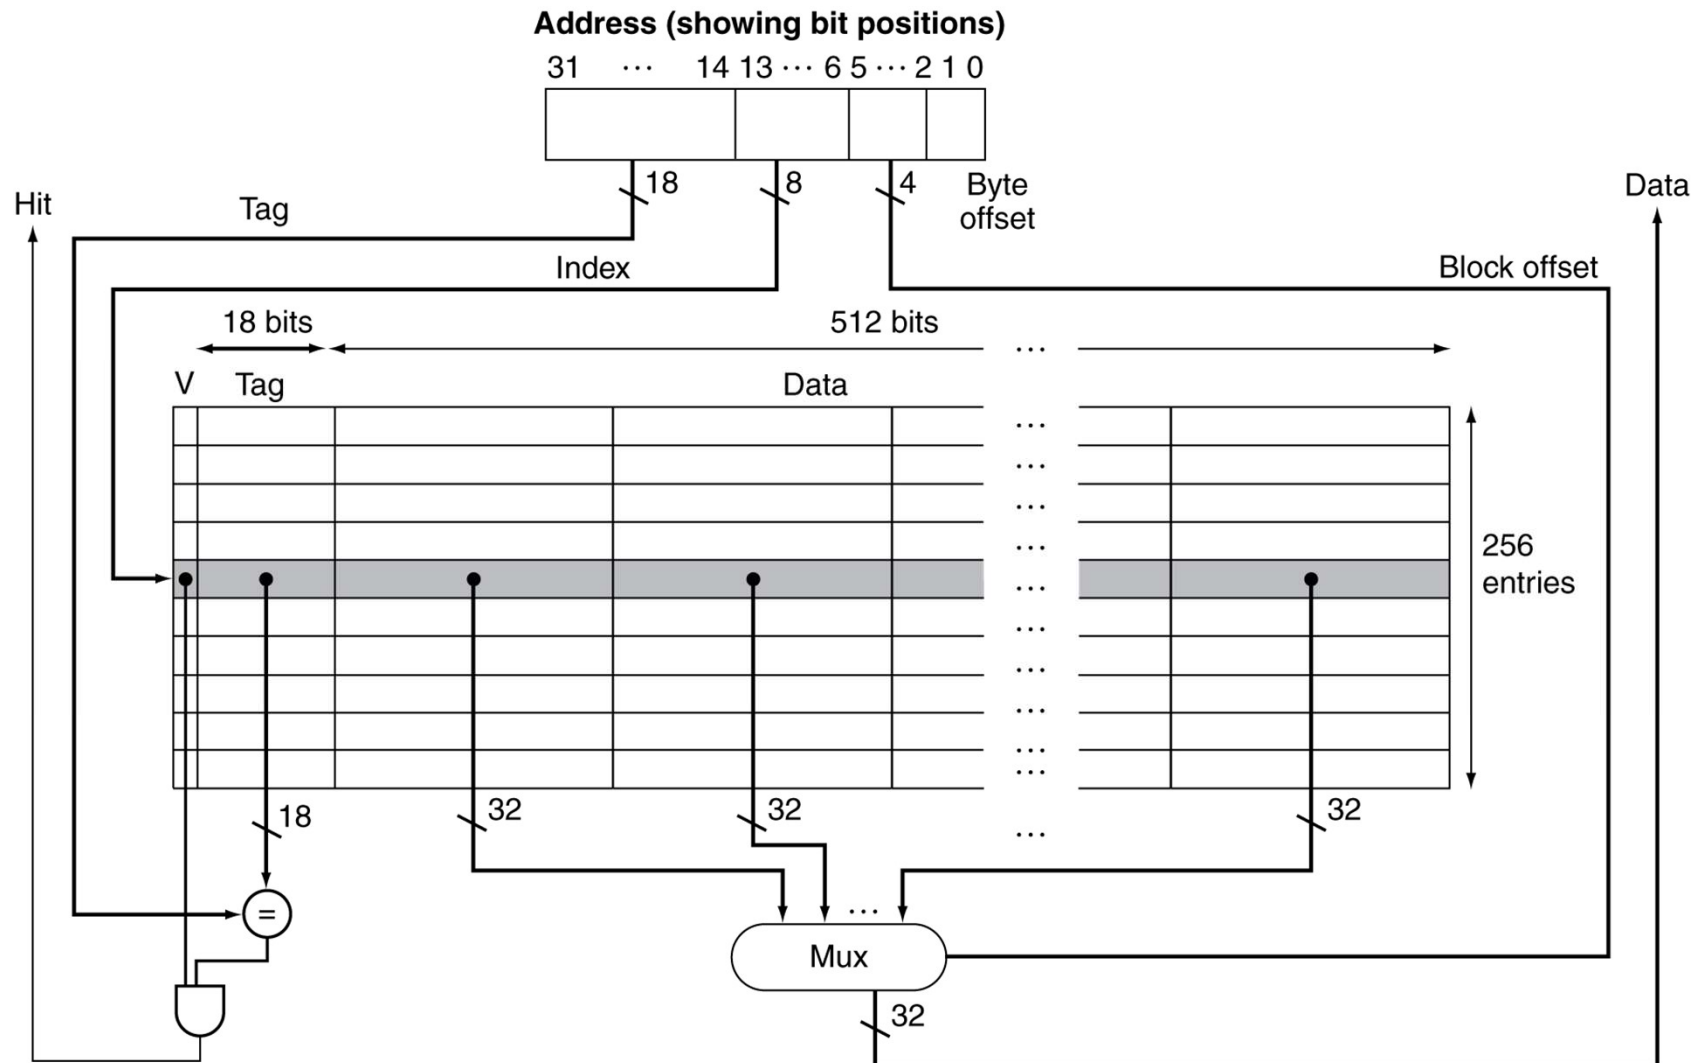 Address (showing bit positions)
31 ··· 14 13 ··· 6 5 ··· 2 1 0
18 8 4 Byte
offset
Hit
Data
Tag
Index
Block offset
18 bits
512 bits
···
V Tag Data
···
···
···
···
···
···
···
···
···
···
256
entries
18 32 32 ··· 32
···
=
Mux
32